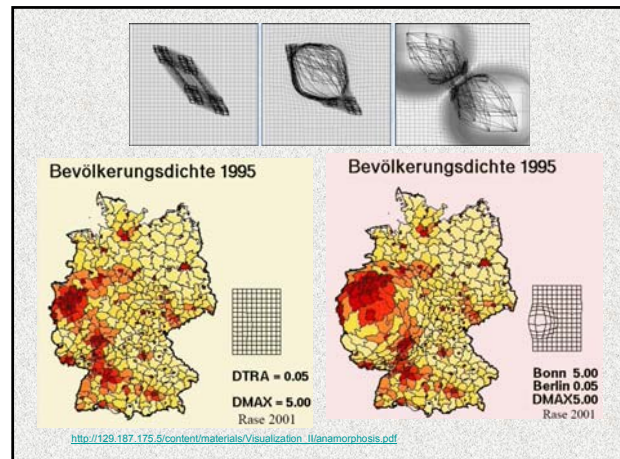 Bevölkerungsdichte 1995
DTRA = 0.05
DMAX = 5.00
Rase 2001
Bevölkerungsdichte 1995
Bonn 5.00
Berlin 0.05
DMAX5.00
Rase 2001
http://129.187.175.5/content/materials/Visualization_II/anamorphosis.pdf